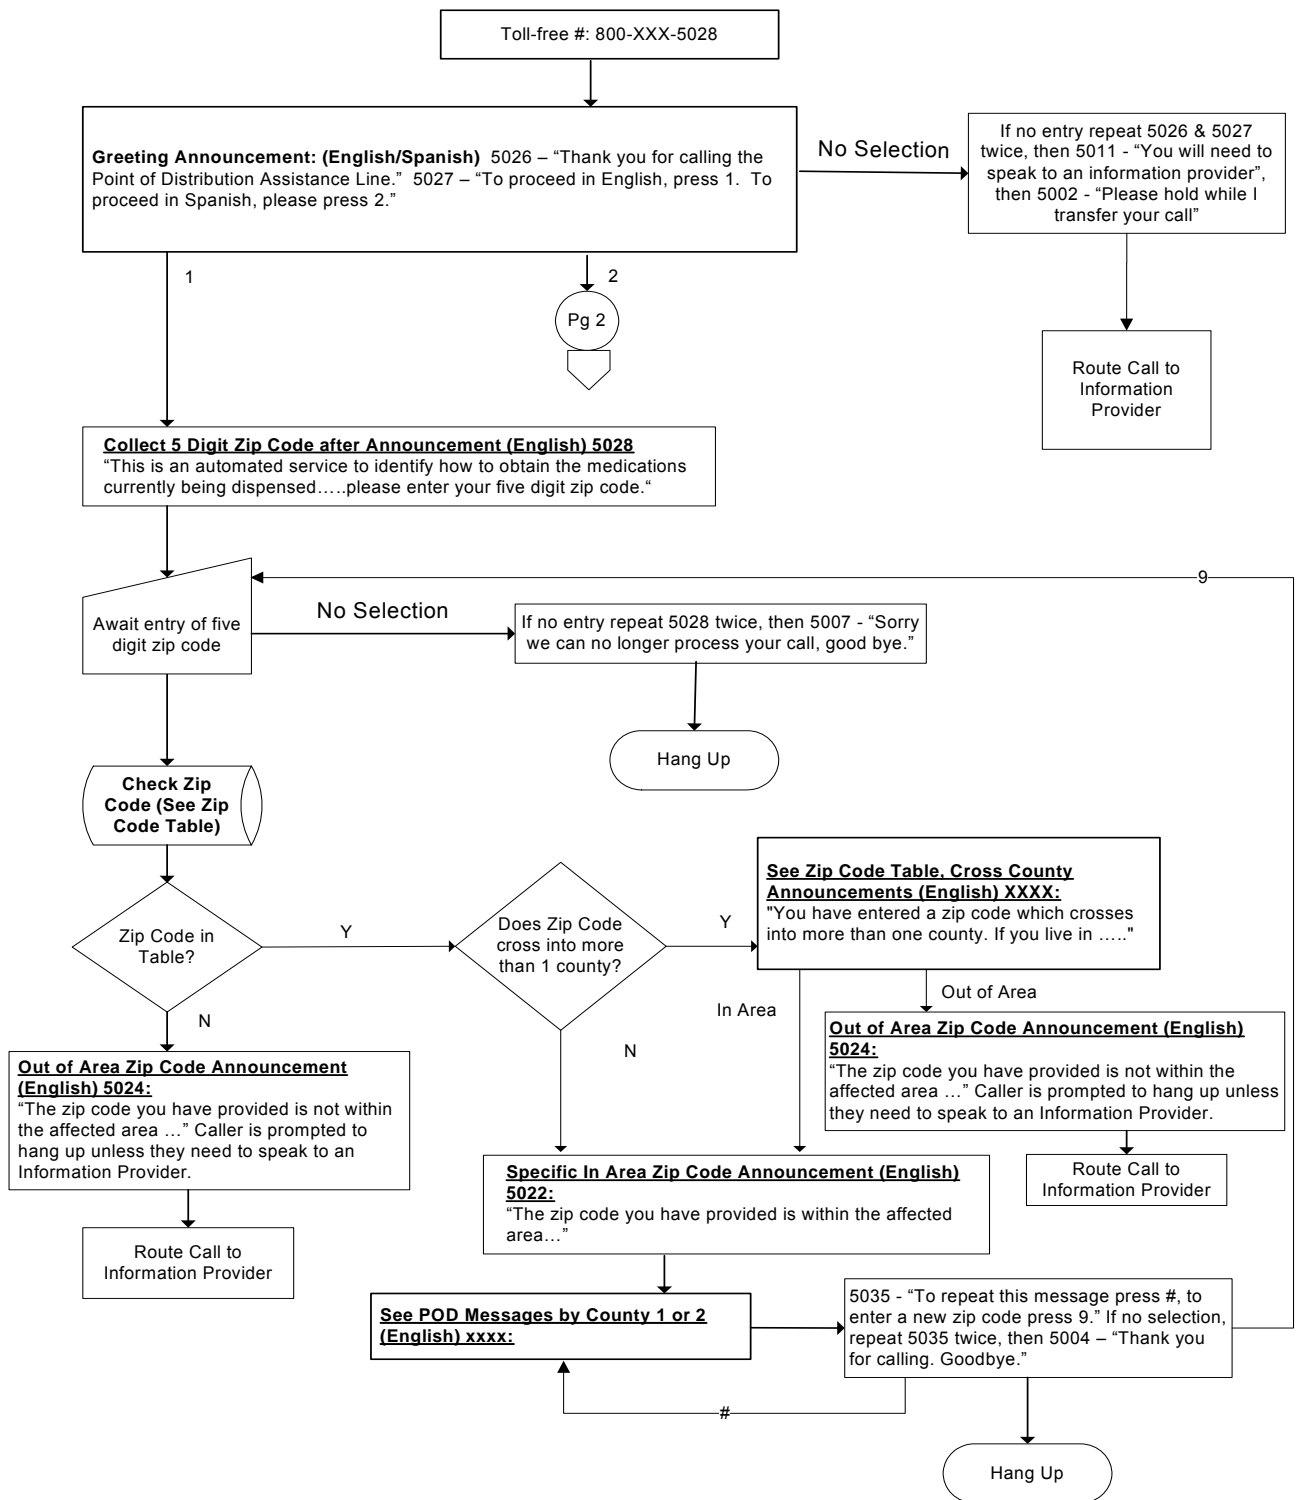 Toll-free #: 800-XXX-5028
Greeting Announcement: (English/Spanish) 5026 – “Thank you for calling the
Point of Distribution Assistance Line.” 5027 – “To proceed in English, press 1. To
proceed in Spanish, please press 2.”
No Selection
If no entry repeat 5026 & 5027
twice, then 5011 - “You will need to
speak to an information provider”,
then 5002 - “Please hold while I
transfer your call”
1
2
Pg 2
Route Call to
Information
Provider
Collect 5 Digit Zip Code after Announcement (English) 5028
“This is an automated service to identify how to obtain the medications
currently being dispensed…..please enter your five digit zip code.“
9
Await entry of five
digit zip code
No Selection
If no entry repeat 5028 twice, then 5007 - “Sorry
we can no longer process your call, good bye.”
Hang Up
Check Zip
Code (See Zip
Code Table)
Zip Code in
Table?
Y
Does Zip Code
cross into more
than 1 county?
Y
See Zip Code Table, Cross County
Announcements (English) XXXX:
"You have entered a zip code which crosses
into more than one county. If you live in ….."
N
N
In Area
Out of Area
Out of Area Zip Code Announcement
(English) 5024:
“The zip code you have provided is not within
the affected area …” Caller is prompted to
hang up unless they need to speak to an
Information Provider.
Out of Area Zip Code Announcement (English)
5024:
“The zip code you have provided is not within the
affected area …” Caller is prompted to hang up unless
they need to speak to an Information Provider.
Route Call to
Information Provider
Specific In Area Zip Code Announcement (English)
5022:
“The zip code you have provided is within the affected
area…”
Route Call to
Information Provider
See POD Messages by County 1 or 2
(English) xxxx:
5035 - “To repeat this message press #, to
enter a new zip code press 9.” If no selection,
repeat 5035 twice, then 5004 – “Thank you
for calling. Goodbye.”
#
Hang Up